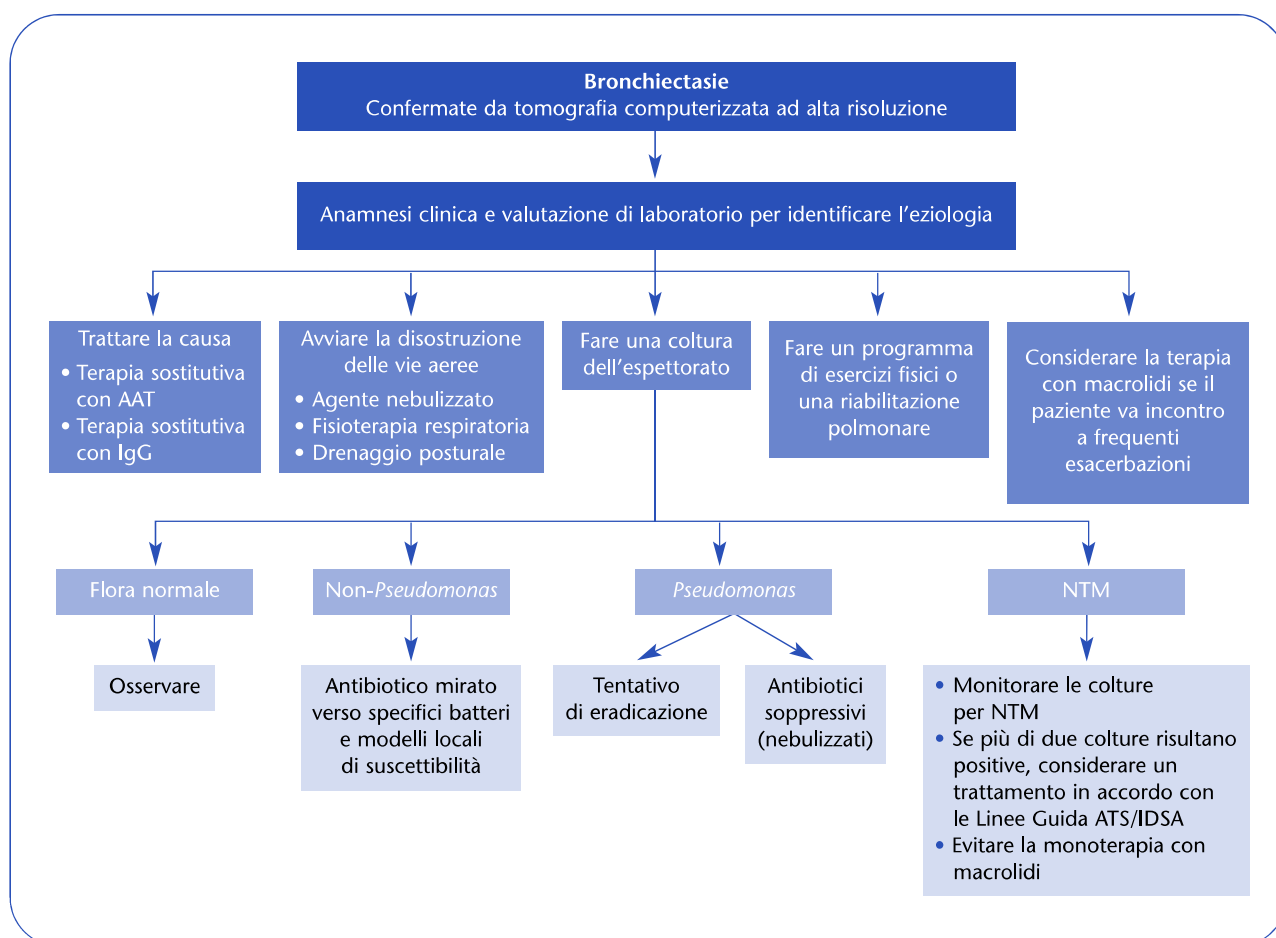 Bronchiectasie
Confermate da tomografia computerizzata ad alta risoluzione
Anamnesi clinica e valutazione di laboratorio per identificare l’eziologia
Trattare la causa
• Terapia sostitutiva
con AAT
• Terapia sostitutiva
con IgG
Avviare la disostruzione
delle vie aeree
• Agente nebulizzato
• Fisioterapia respiratoria
• Drenaggio posturale
Fare una coltura
dell’espettorato
Fare un programma
di esercizi fisici o
una riabilitazione
polmonare
Considerare la terapia
con macrolidi se il
paziente va incontro
a frequenti
esacerbazioni
Flora normale
Non-Pseudomonas
Pseudomonas
NTM
Osservare
Antibiotico mirato
verso specifici batteri
e modelli locali
di suscettibilità
Tentativo
di eradicazione
Antibiotici
soppressivi
(nebulizzati)
• Monitorare le colture
per NTM
• Se più di due colture risultano
positive, considerare un
trattamento in accordo con
le Linee Guida ATS/IDSA
• Evitare la monoterapia con
macrolidi